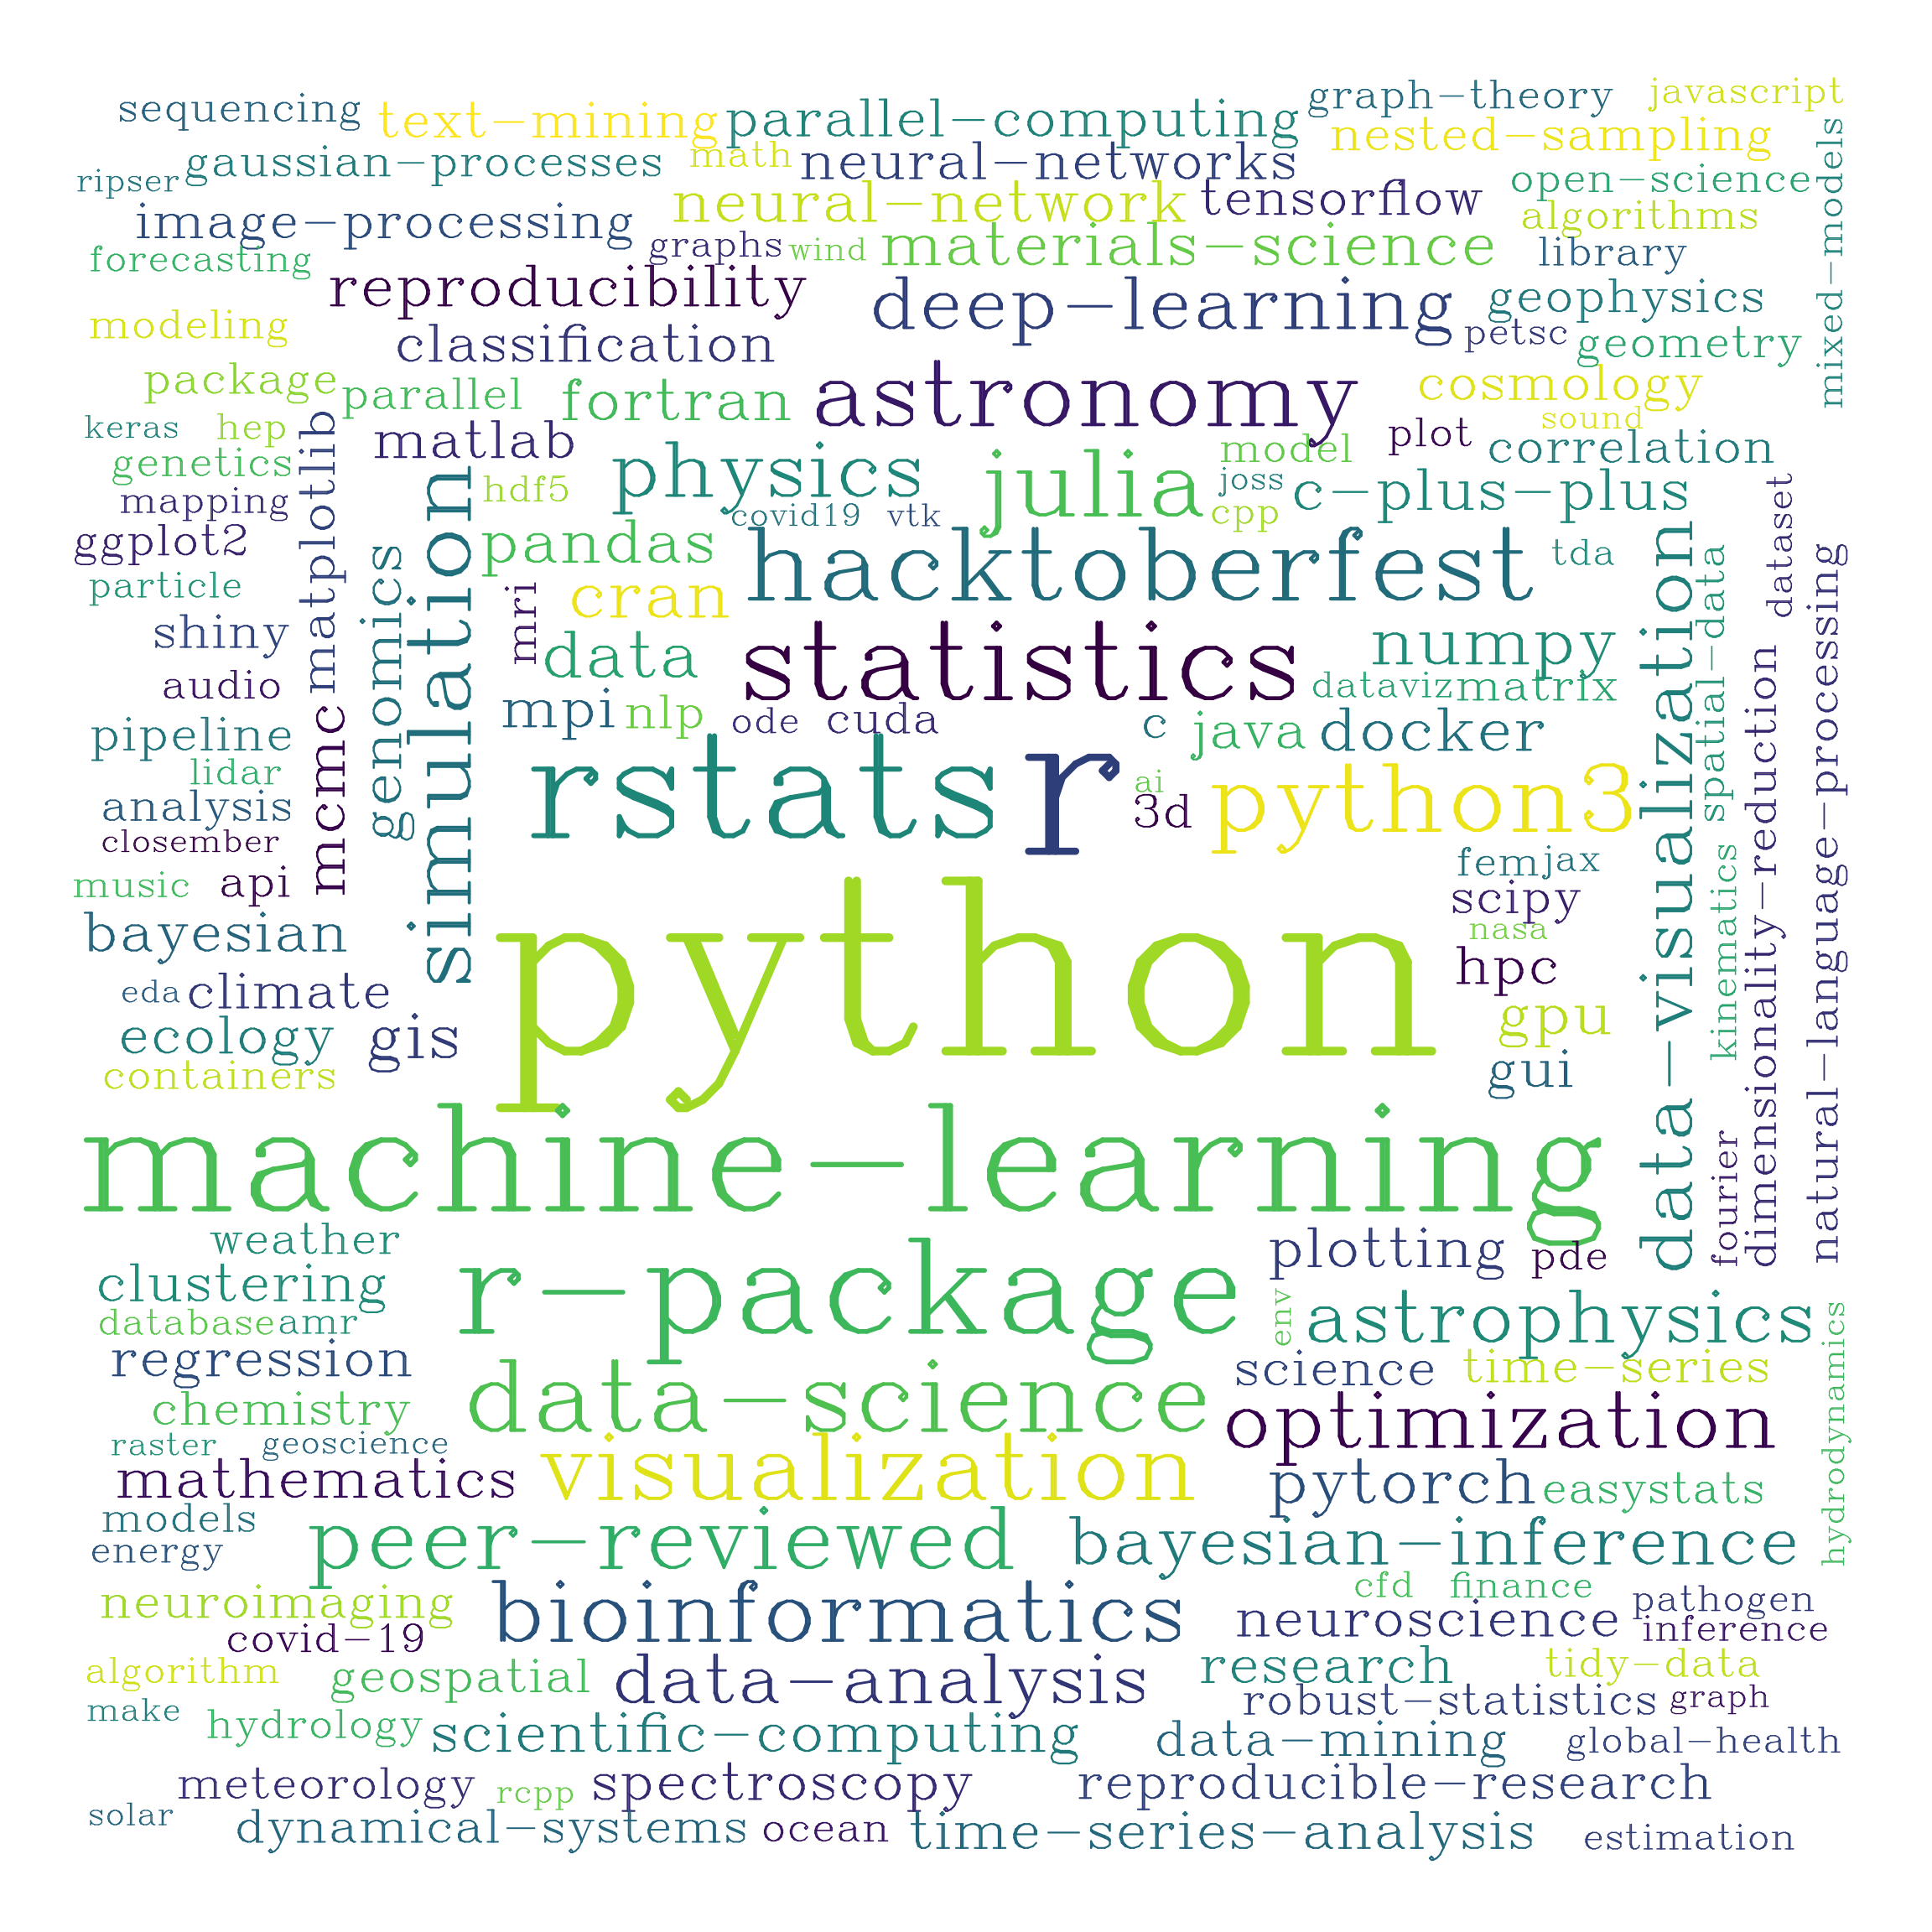 sequencing
text-mining
parallel-computing
graph-theory
javascript
nested-sampling
gaussian-processes
math
neural-networks
ripser
open-science
mixed-models
neural-network
tensorflow
image-processing
algorithms
graphs
wind
materials-science
library
forecasting
reproducibility
deep-learning
geophysics
modeling
classification
petsc
geometry
package
parallel
fortran
astronomy
cosmology
sound
keras
hep
matlab
model
plot
correlation
genetics
matplotlib
physics
julia
joss
c-plus-plus
mapping
hdf5
covid19
vtk
cpp
dataset
ggplot2
simulation
pandas
hacktoberfest
tda
data-visualization
spatial-data
natural-language-processing
particle
genomics
mri
cran
shiny
data
statistics
numpy
audio
dataviz
matrix
dimensionality-reduction
mpi
nlp
ode
cuda
c
java
docker
pipeline
mcmc
lidar
rstats
r
ai
3d
python3
analysis
closember
fem
jax
kinematics
music
api
scipy
bayesian
python
nasa
hpc
eda
climate
ecology
gis
gpu
containers
gui
machine-learning
fourier
weather
plotting
pde
clustering
r-package
env
astrophysics
hydrodynamics
database
amr
regression
science
time-series
chemistry
data-science
optimization
raster
geoscience
mathematics
visualization
pytorch
easystats
models
energy
peer-reviewed
bayesian-inference
neuroimaging
bioinformatics
cfd
finance
pathogen
covid-19
neuroscience
inference
algorithm
geospatial
data-analysis
research
tidy-data
make
robust-statistics
graph
hydrology
scientific-computing
data-mining
global-health
meteorology
rcpp
spectroscopy
reproducible-research
solar
dynamical-systems
ocean
time-series-analysis
estimation